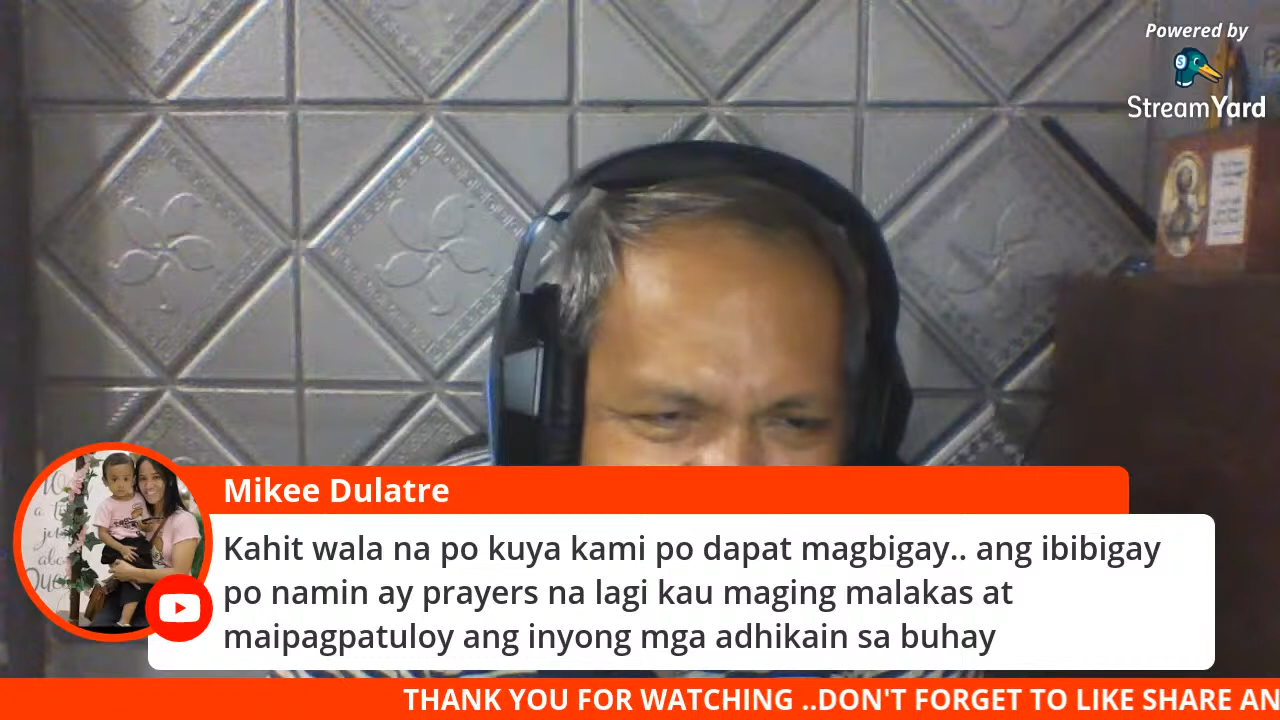 Powered by
StreamYard
Mikee Dulatre
Kahit wala na po kuya kami po dapat magbigay.. ang ibibigay
po namin ay prayers na lagi kau maging malakas at
maipagpatuloy ang inyong mga adhikain sa buhay
THANK YOU FOR WATCHING ..DON'T FORGET TO LIKE SHARE AN